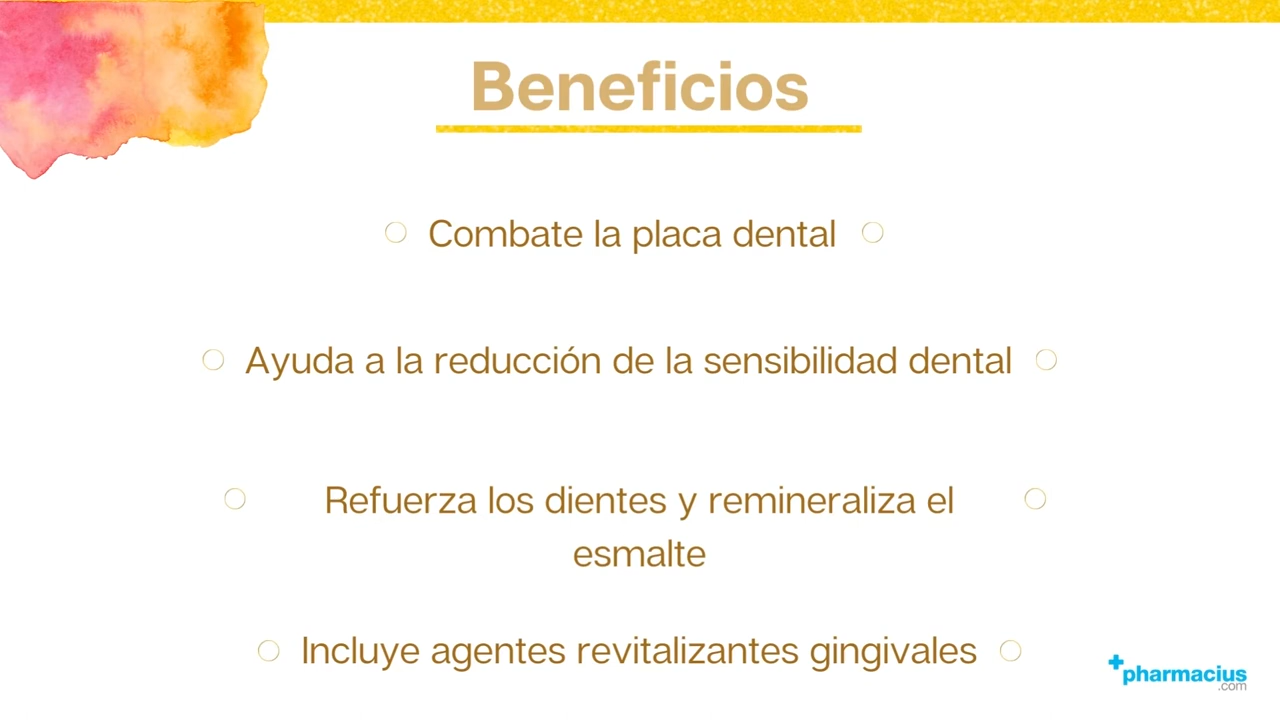 Beneficios
Combate la placa dental
Ayuda a la reducción de la sensibilidad dental
Refuerza los dientes y remineraliza el
esmalte
Incluye agentes revitalizantes gingivales
pharmacius
.com